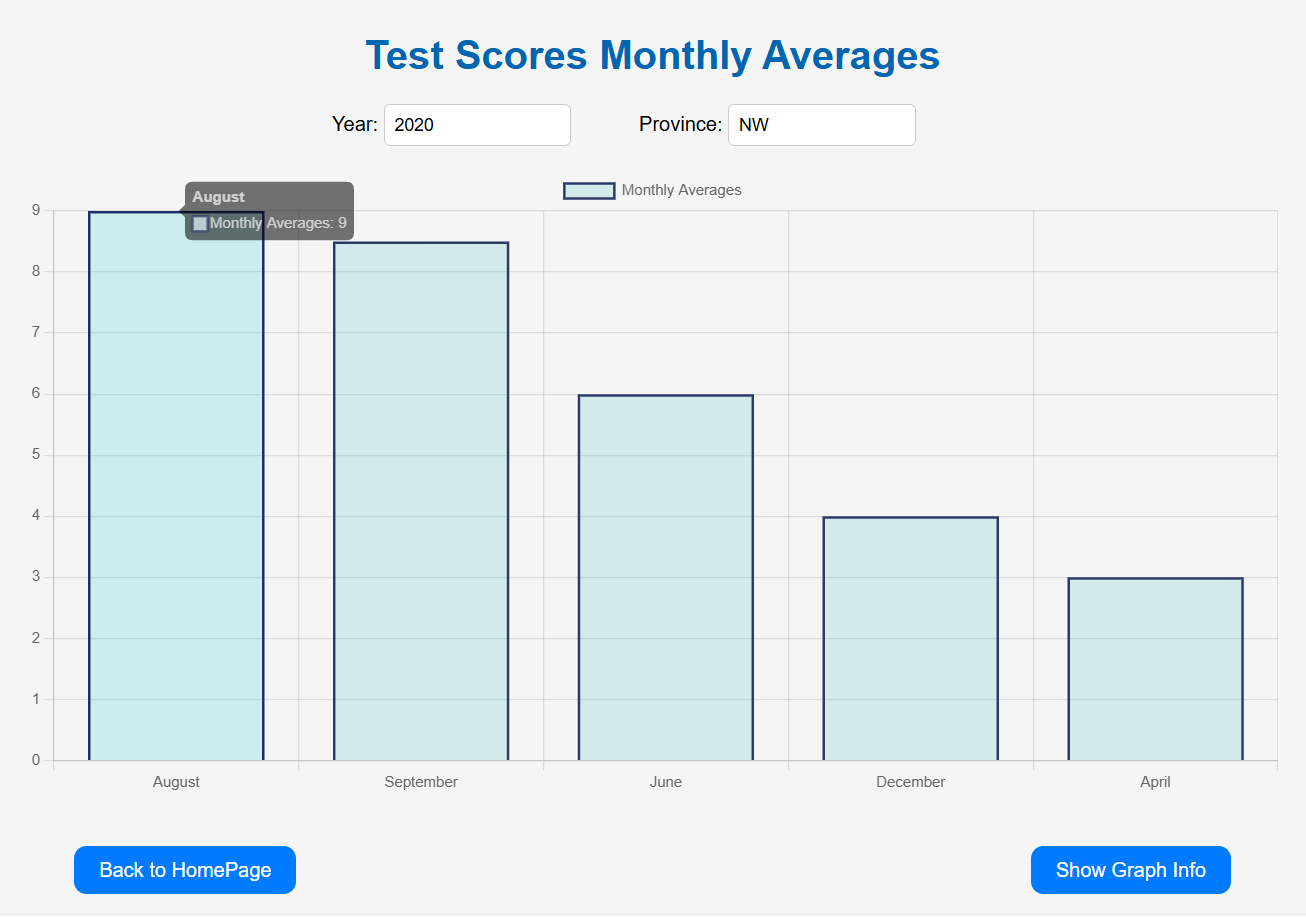 Test Scores Monthly Averages
Year: 2020 Province: NW
Monthly Averages
August
Monthly Averages: 9
9
8
7
6
5
4
3
2
1
0
August September June December April
Back to HomePage Show Graph Info